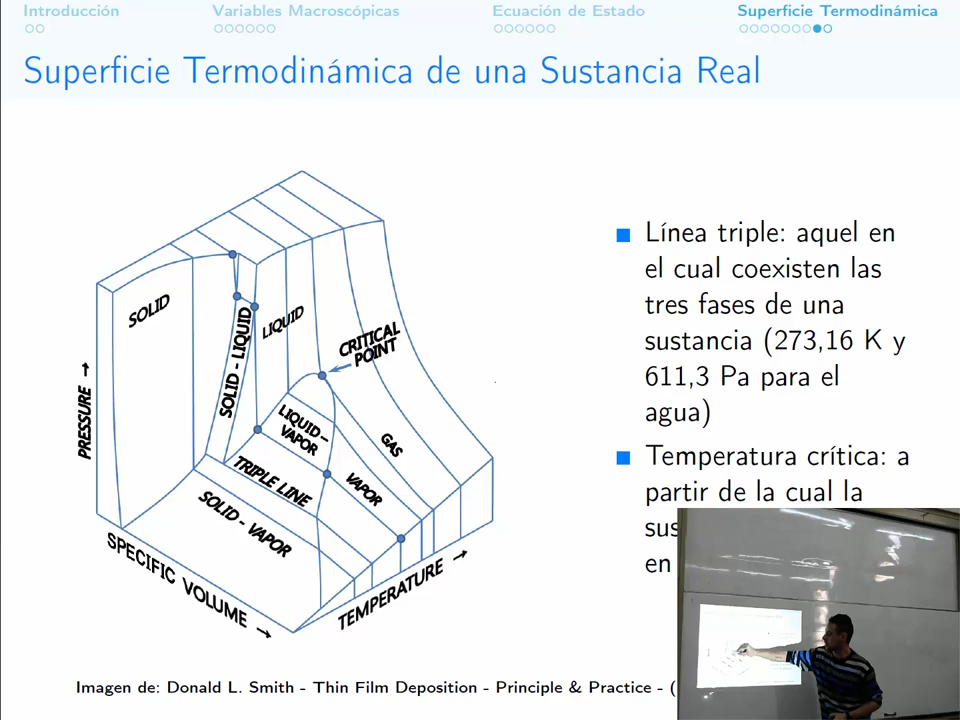 Introducción
Variables Macroscópicas
Ecuación de Estado
Superficie Termodinámica
Superficie Termodinámica de una Sustancia Real
SOLID
SOLID - LIQUID
LIQUID
CRITICAL
POINT
PRESSURE →
LIQUID-
VAPOR
GAS
TRIPLE LINE
VAPOR
SOLID - VAPOR
SPECIFIC VOLUME →
TEMPERATURE →
Línea triple: aquel en
el cual coexisten las
tres fases de una
sustancia (273,16 K y
611,3 Pa para el
agua)
Temperatura crítica: a
partir de la cual la
sus
en
Imagen de: Donald L. Smith - Thin Film Deposition - Principle & Practice - (